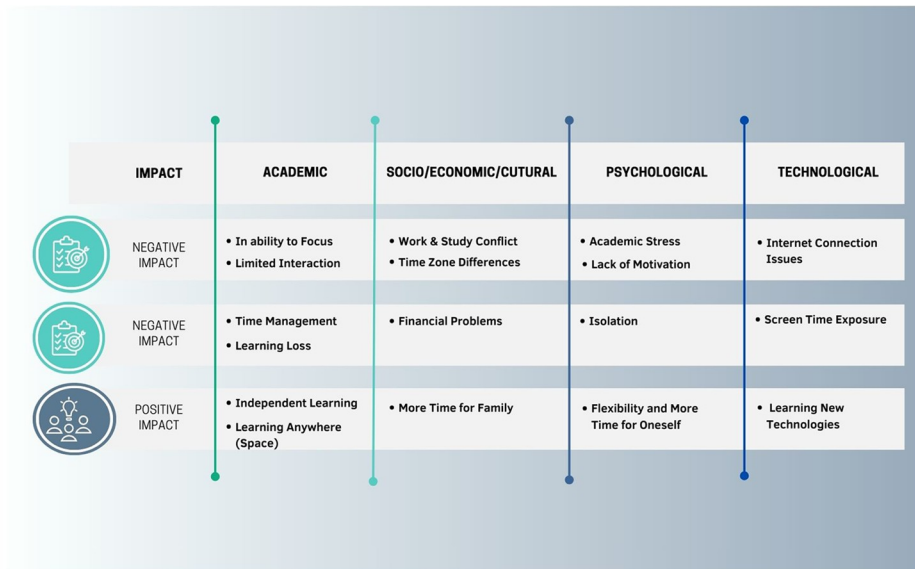 IMPACT
ACADEMIC
SOCIO/ECONOMIC/CUTURAL
PSYCHOLOGICAL
TECHNOLOGICAL
NEGATIVE
IMPACT
• In ability to Focus
• Limited Interaction
• Work & Study Conflict
• Time Zone Differences
• Academic Stress
• Lack of Motivation
• Internet Connection
Issues
NEGATIVE
IMPACT
• Time Management
• Learning Loss
• Financial Problems
• Isolation
• Screen Time Exposure
POSITIVE
IMPACT
• Independent Learning
• Learning Anywhere
(Space)
• More Time for Family
• Flexibility and More
Time for Oneself
• Learning New
Technologies